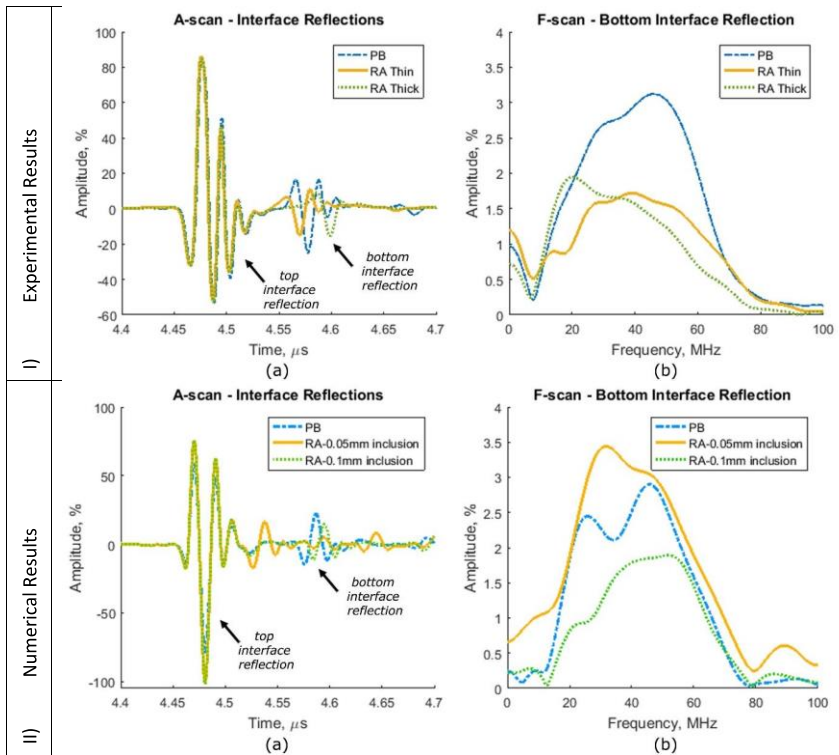 I) Experimental Results
A-scan - Interface Reflections
PB
RA Thin
RA Thick
Amplitude, %
100
80
60
40
20
0
-20
-40
-60
top
interface
reflection
bottom
interface
reflection
4.4 4.45 4.5 4.55 4.6 4.65 4.7
Time, μs
(a)
F-scan - Bottom Interface Reflection
PB
RA Thin
RA Thick
Amplitude, %
4
3.5
3
2.5
2
1.5
1
0.5
0
0 20 40 60 80 100
Frequency, MHz
(b)
II) Numerical Results
A-scan - Interface Reflections
PB
RA-0.05mm inclusion
RA-0.1mm inclusion
Amplitude, %
100
50
0
-50
-100
top
interface
reflection
bottom
interface
reflection
4.4 4.45 4.5 4.55 4.6 4.65 4.7
Time, μs
(a)
F-scan - Bottom Interface Reflection
PB
RA-0.05mm inclusion
RA-0.1mm inclusion
Amplitude, %
4
3.5
3
2.5
2
1.5
1
0.5
0
0 20 40 60 80 100
Frequency, MHz
(b)